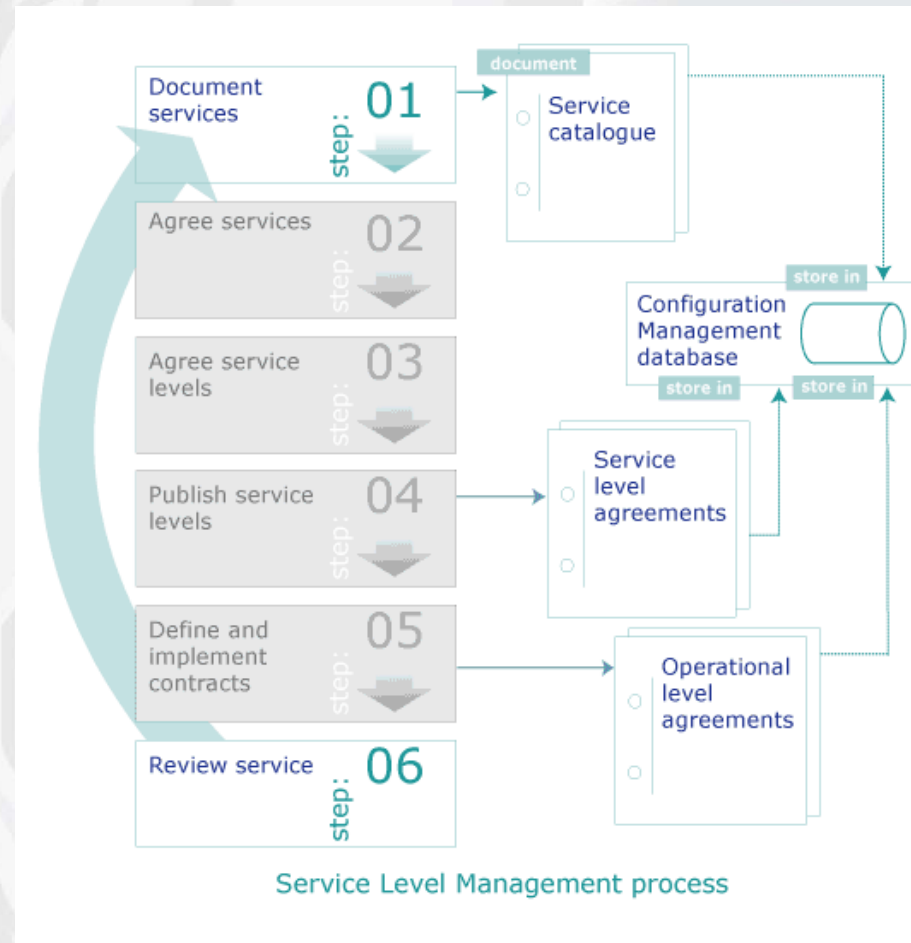 Document
services
step:
01
document
Service
catalogue
Agree services
step:
02
store in
Configuration
Management
database
store in
store in
Agree service
levels
step:
03
Publish service
levels
step:
04
Service
level
agreements
Define and
implement
contracts
step:
05
Operational
level
agreements
Review service
step:
06
Service Level Management process